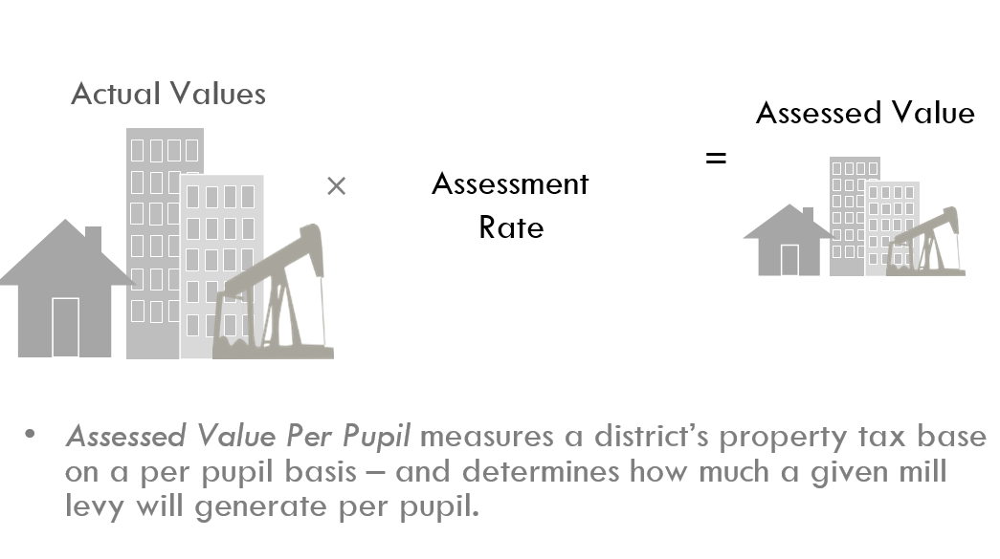 Actual Values
×
Assessment
Rate
=
Assessed Value
• Assessed Value Per Pupil measures a district’s property tax base
on a per pupil basis – and determines how much a given mill
levy will generate per pupil.